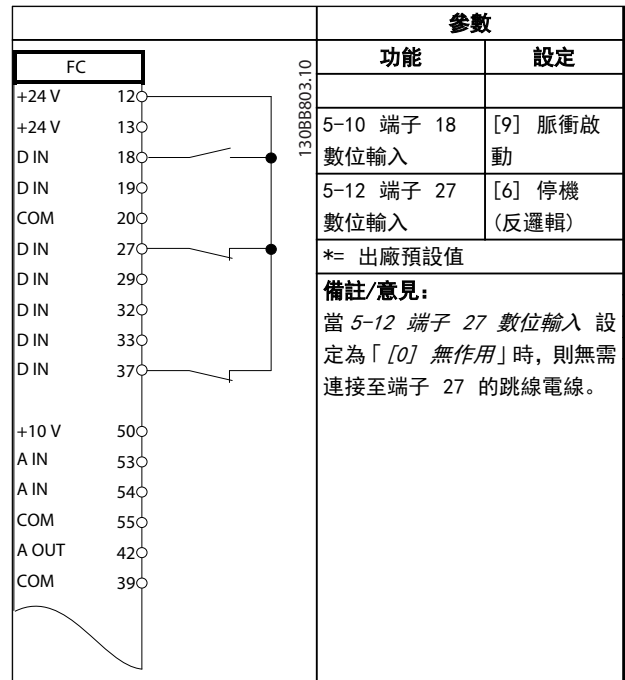 參數
功能 設定
5-10 端子 18 [9] 脈衝啟
數位輸入 動
5-12 端子 27 [6] 停機
數位輸入 (反邏輯)
*= 出廠預設值
備註/意見:
當 5-12 端子 27 數位輸入 設
定為「[0] 無作用」時, 則無需
連接至端子 27 的跳線電線。
FC
130BB803.10
+24 V 12
+24 V 13
D IN 18
D IN 19
COM 20
D IN 27
D IN 29
D IN 32
D IN 33
D IN 37
+10 V 50
A IN 53
A IN 54
COM 55
A OUT 42
COM 39